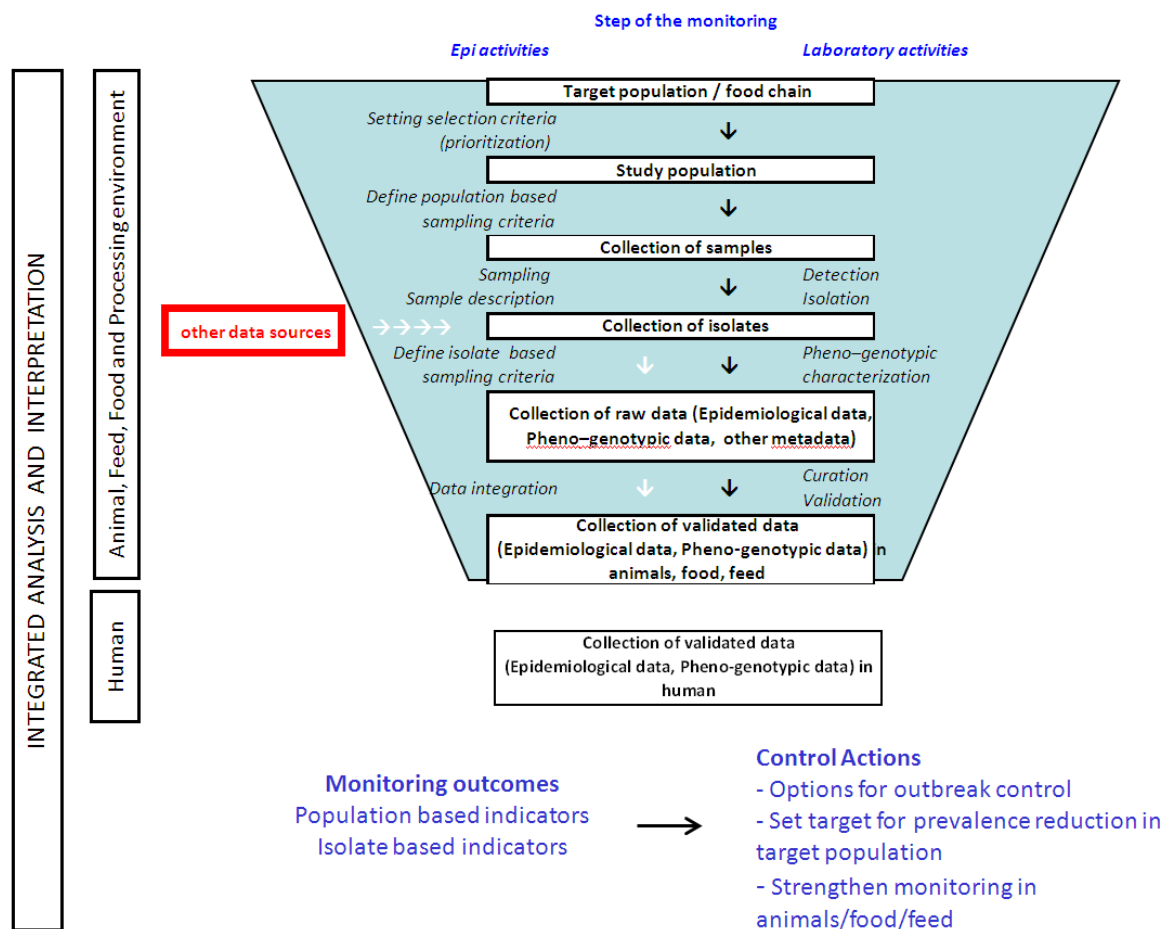 Step of the monitoring
Epi activities
Laboratory activities
Target population / food chain
Setting selection criteria
(prioritization)
↓
Study population
Define population based
sampling criteria
↓
Collection of samples
Sampling
Sample description
↓
Detection
Isolation
other data sources
→→→→
Collection of isolates
Define isolate based
sampling criteria
↓ ↓
Pheno–genotypic
characterization
Collection of raw data (Epidemiological data,
Pheno–genotypic data, other metadata)
Data integration
↓ ↓
Curation
Validation
Collection of validated data
(Epidemiological data, Pheno-genotypic data) in
animals, food, feed
INTEGRATED ANALYSIS AND INTERPRETATION
Animal, Feed, Food and Processing environment
Human
Collection of validated data
(Epidemiological data, Pheno-genotypic data) in
human
Monitoring outcomes
Population based indicators
Isolate based indicators
→
Control Actions
- Options for outbreak control
- Set target for prevalence reduction in
target population
- Strengthen monitoring in
animals/food/feed